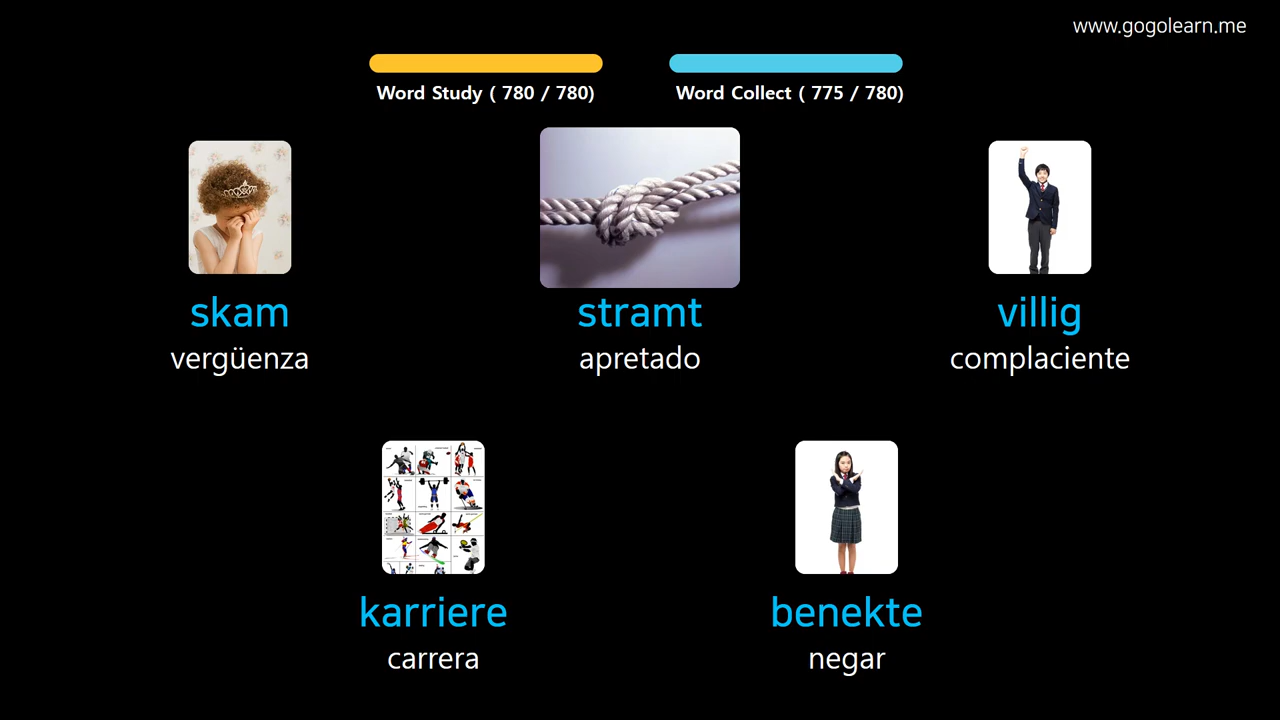 www.gogolearn.me
Word Study ( 780 / 780)
Word Collect ( 775 / 780)
skam
vergüenza
stramt
apretado
villig
complaciente
karriere
carrera
benekte
negar